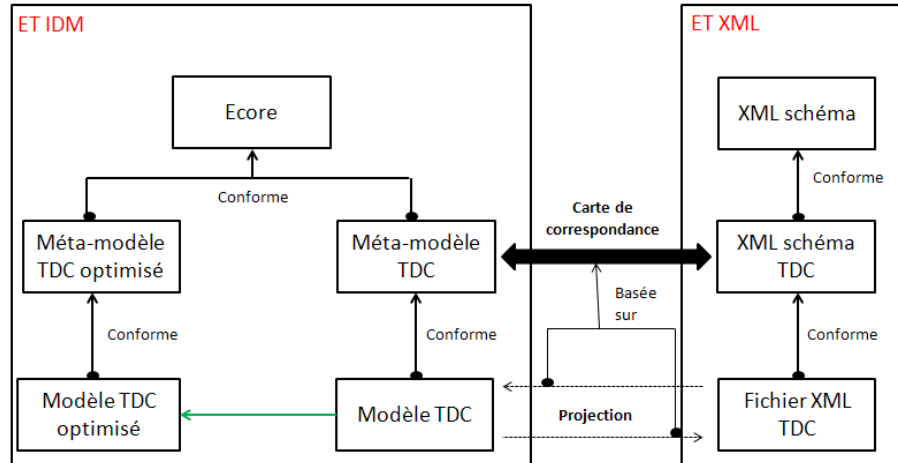 ET IDM
ET XML
Ecore
XML schéma
Conforme
Conforme
Carte de
correspondance
Méta-modèle
TDC optimisé
Méta-modèle
TDC
XML schéma
TDC
Basée
sur
Conforme
Conforme
Conforme
Modèle TDC
optimisé
Modèle TDC
Projection
Fichier XML
TDC